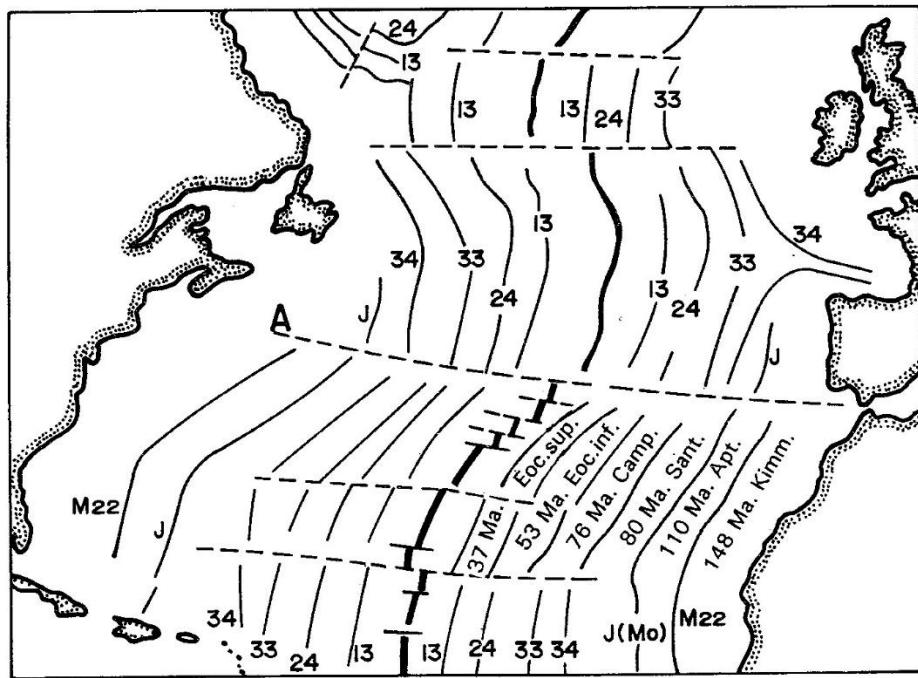 24
13
13
13
24
33
34
33
24
13
13
24
33
34
A
J
J
Eoc.sup.
37 Ma.
53 Ma. Eoc.inf.
76 Ma. Camp.
80 Ma. Sant.
110 Ma. Apt.
148 Ma. Kimm.
M22
J
34
33
24
13
13
24
33
34
J(Mo)
M22